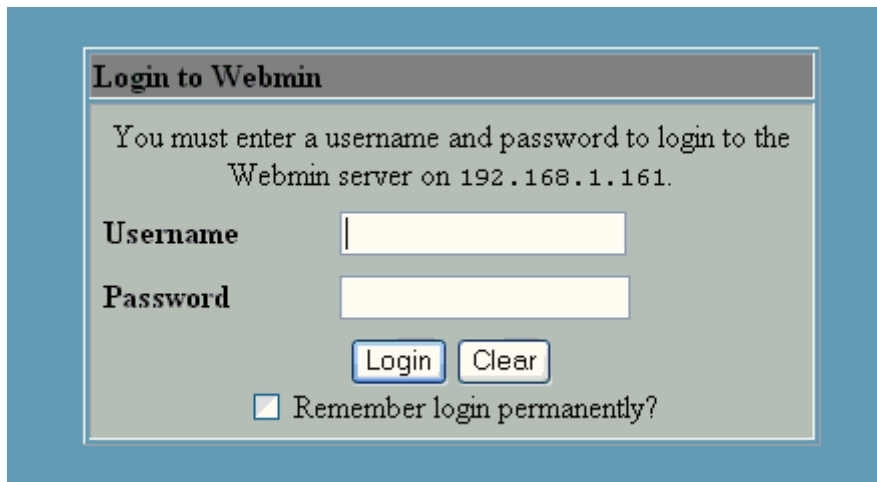 Login to Webmin
You must enter a username and password to login to the
Webmin server on 192.168.1.161.
Username
Password
Login Clear
Remember login permanently?